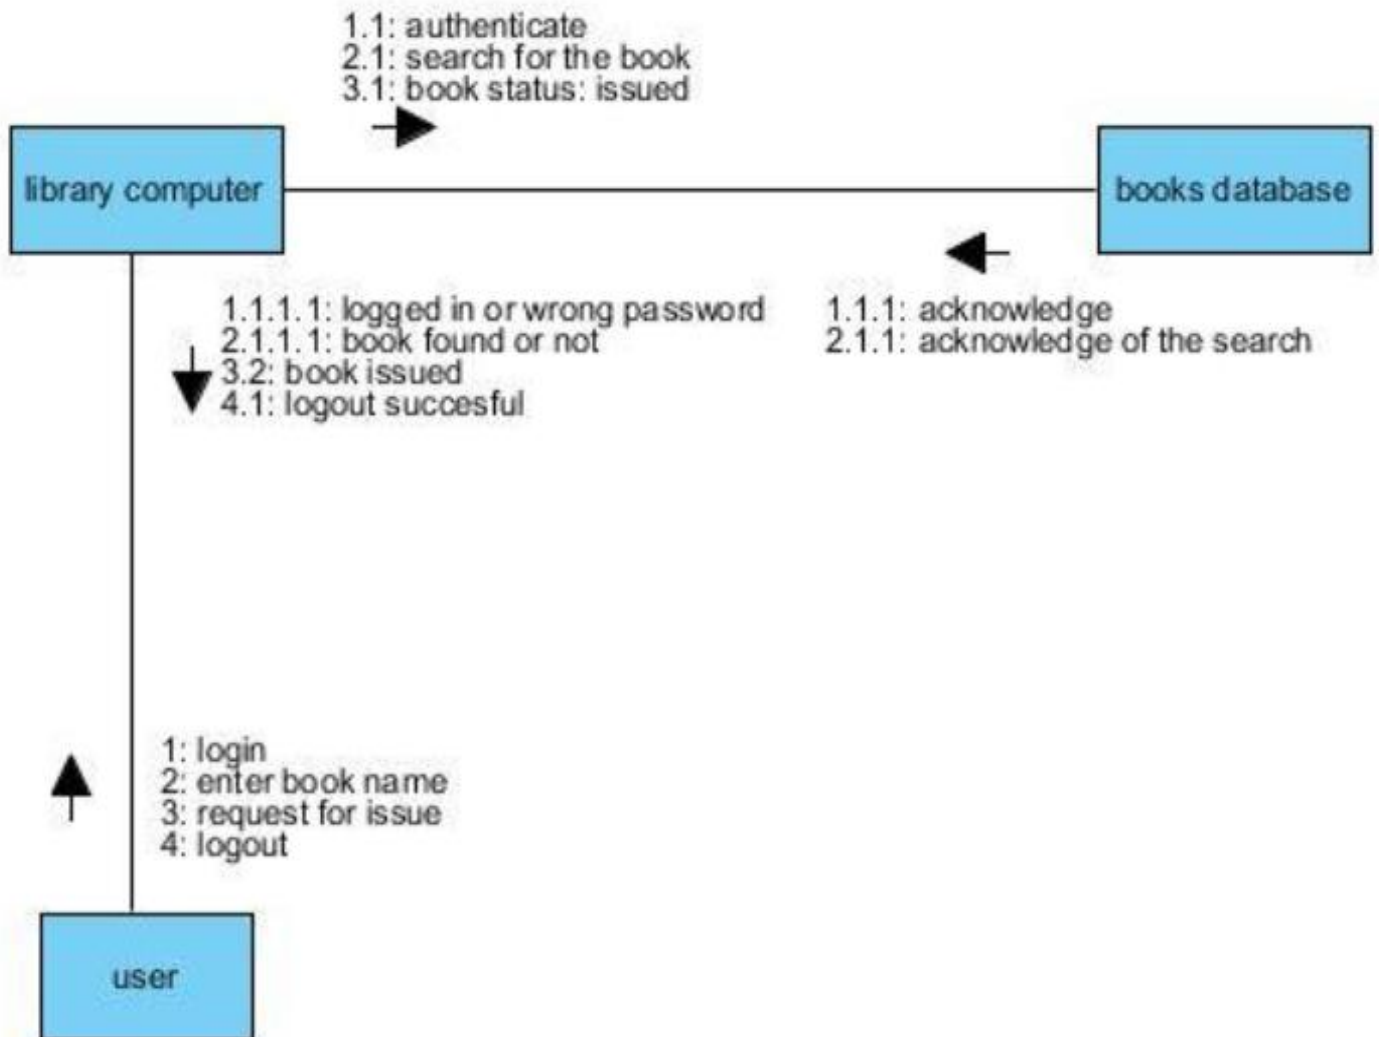 1.1: authenticate
2.1: search for the book
3.1: book status: issued
library computer
books database
1.1.1.1: logged in or wrong password
2.1.1.1: book found or not
3.2: book issued
4.1: logout succesful
1.1.1: acknowledge
2.1.1: acknowledge of the search
1: login
2: enter book name
3: request for issue
4: logout
user